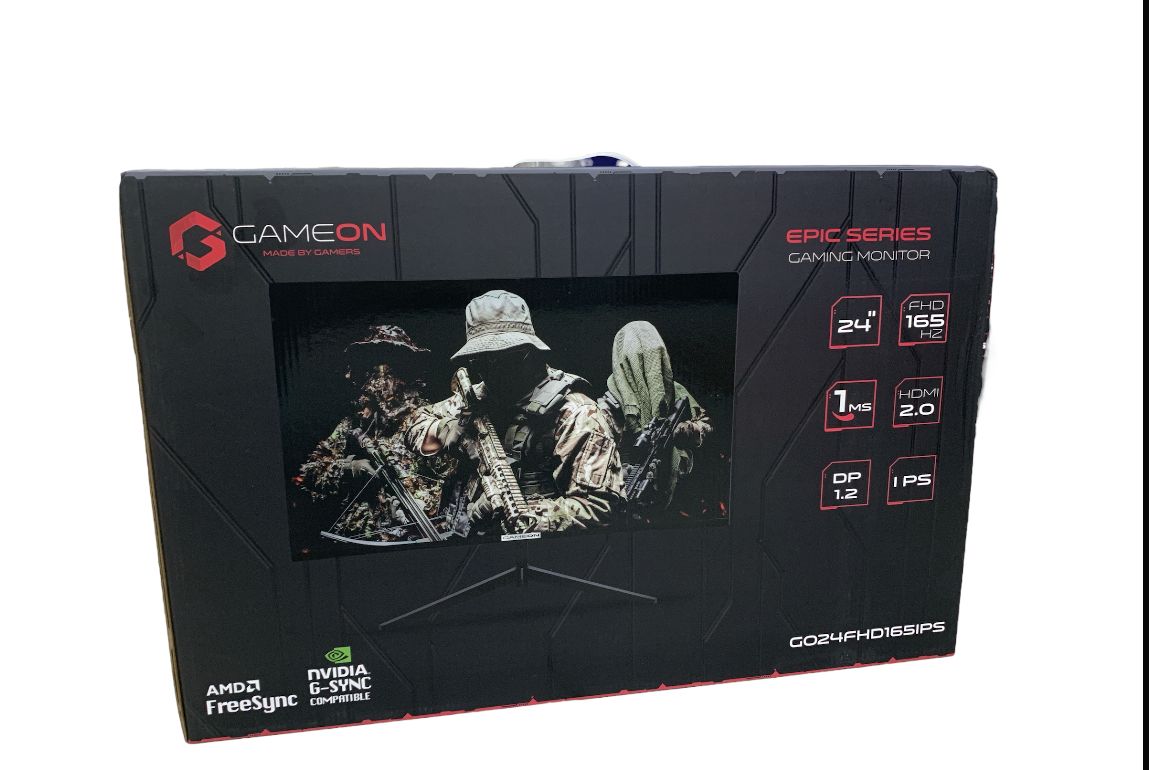 GAMEON
MADE BY GAMERS
EPIC SERIES
GAMING MONITOR
24"
FHD
165
HZ
1MS
HDMI
2.0
DP
1.2
IPS
GAMEON
GO24FHD165IPS
AMD
FreeSync
NVIDIA
G-SYNC
COMPATIBLE